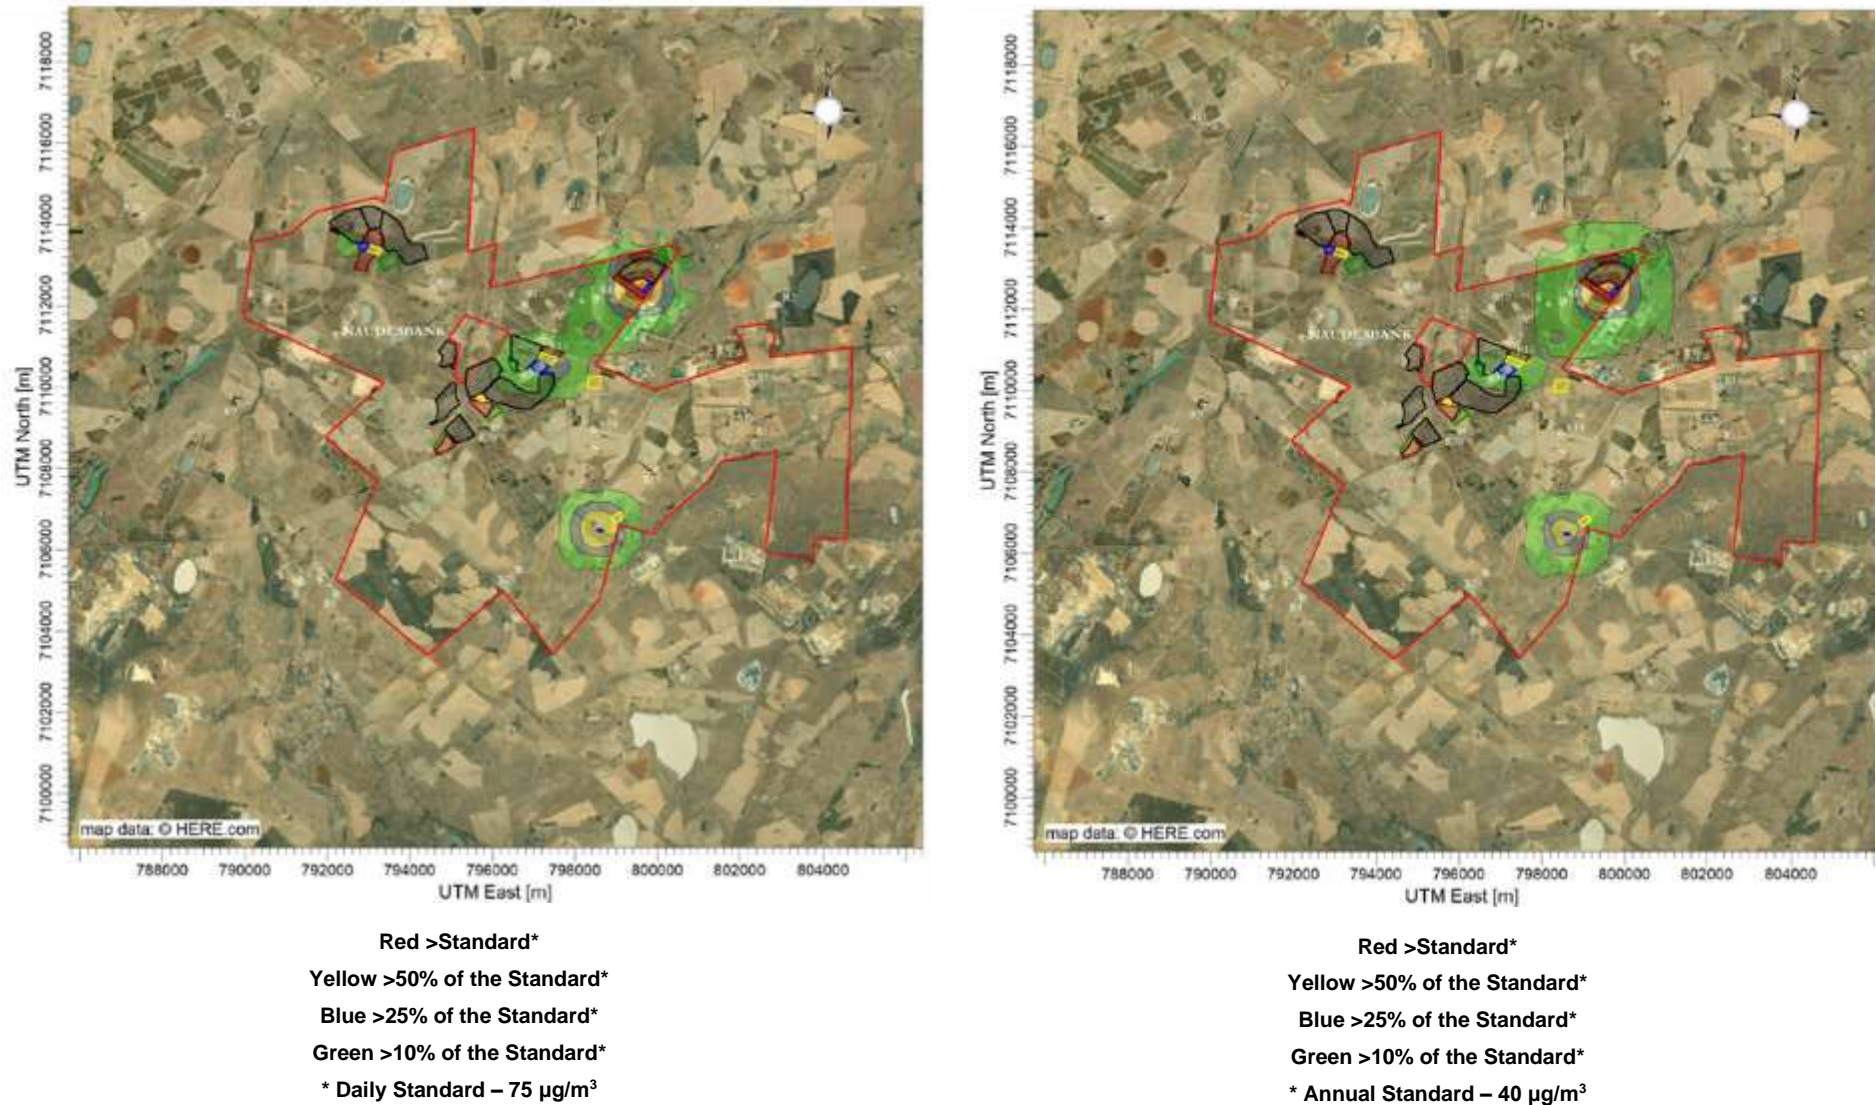 7118000
7116000
7114000
7112000
7110000
7108000
7106000
7104000
7102000
7100000
UTM North [m]
NAUDESBANK
map data: © HERE.com
788000 790000 792000 794000 796000 798000 800000 802000 804000
UTM East [m]
Red >Standard*
Yellow >50% of the Standard*
Blue >25% of the Standard*
Green >10% of the Standard*
* Daily Standard – 75 µg/m³
7118000
7116000
7114000
7112000
7110000
7108000
7106000
7104000
7102000
7100000
UTM North [m]
NAUDESBANK
map data: © HERE.com
788000 790000 792000 794000 796000 798000 800000 802000 804000
UTM East [m]
Red >Standard*
Yellow >50% of the Standard*
Blue >25% of the Standard*
Green >10% of the Standard*
* Annual Standard – 40 µg/m³